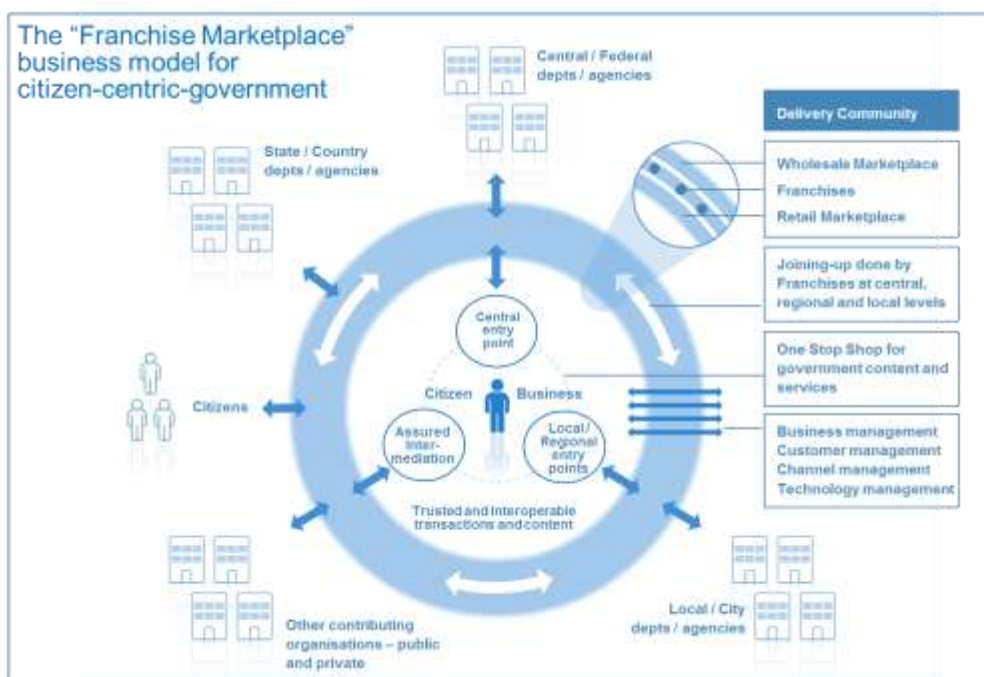 The “Franchise Marketplace”
business model for
citizen-centric-government
Central / Federal
depts / agencies
State / Country
depts / agencies
Delivery Community
Wholesale Marketplace
Franchises
Retail Marketplace
Joining-up done by
Franchises at central,
regional and local levels
One Stop Shop for
government content and
services
Business management
Customer management
Channel management
Technology management
Central
entry
point
Citizen
Business
Citizens
Assured
Inter-
mediation
Local /
Regional
entry
points
Trusted and Interoperable
transactions and content
Other contributing
organisations – public
and private
Local / City
depts / agencies